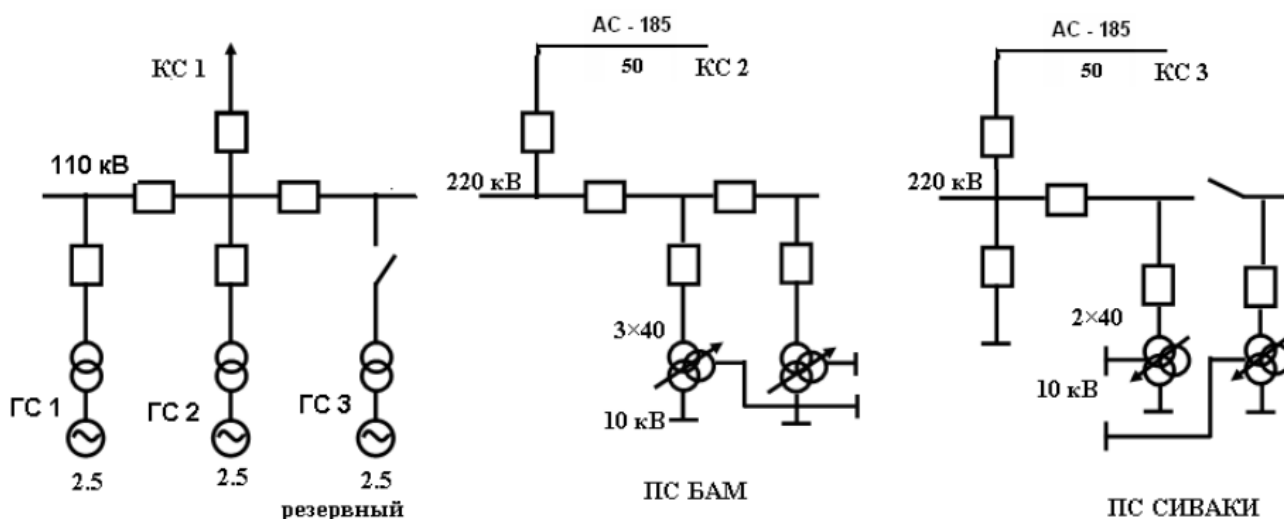 КС 1
110 кВ
ГС 1
ГС 2
ГС 3
2.5
2.5
2.5
резервный
АС - 185
50
КС 2
220 кВ
3×40
10 кВ
ПС БАМ
АС - 185
50
КС 3
220 кВ
2×40
10 кВ
ПС СИВАКИ